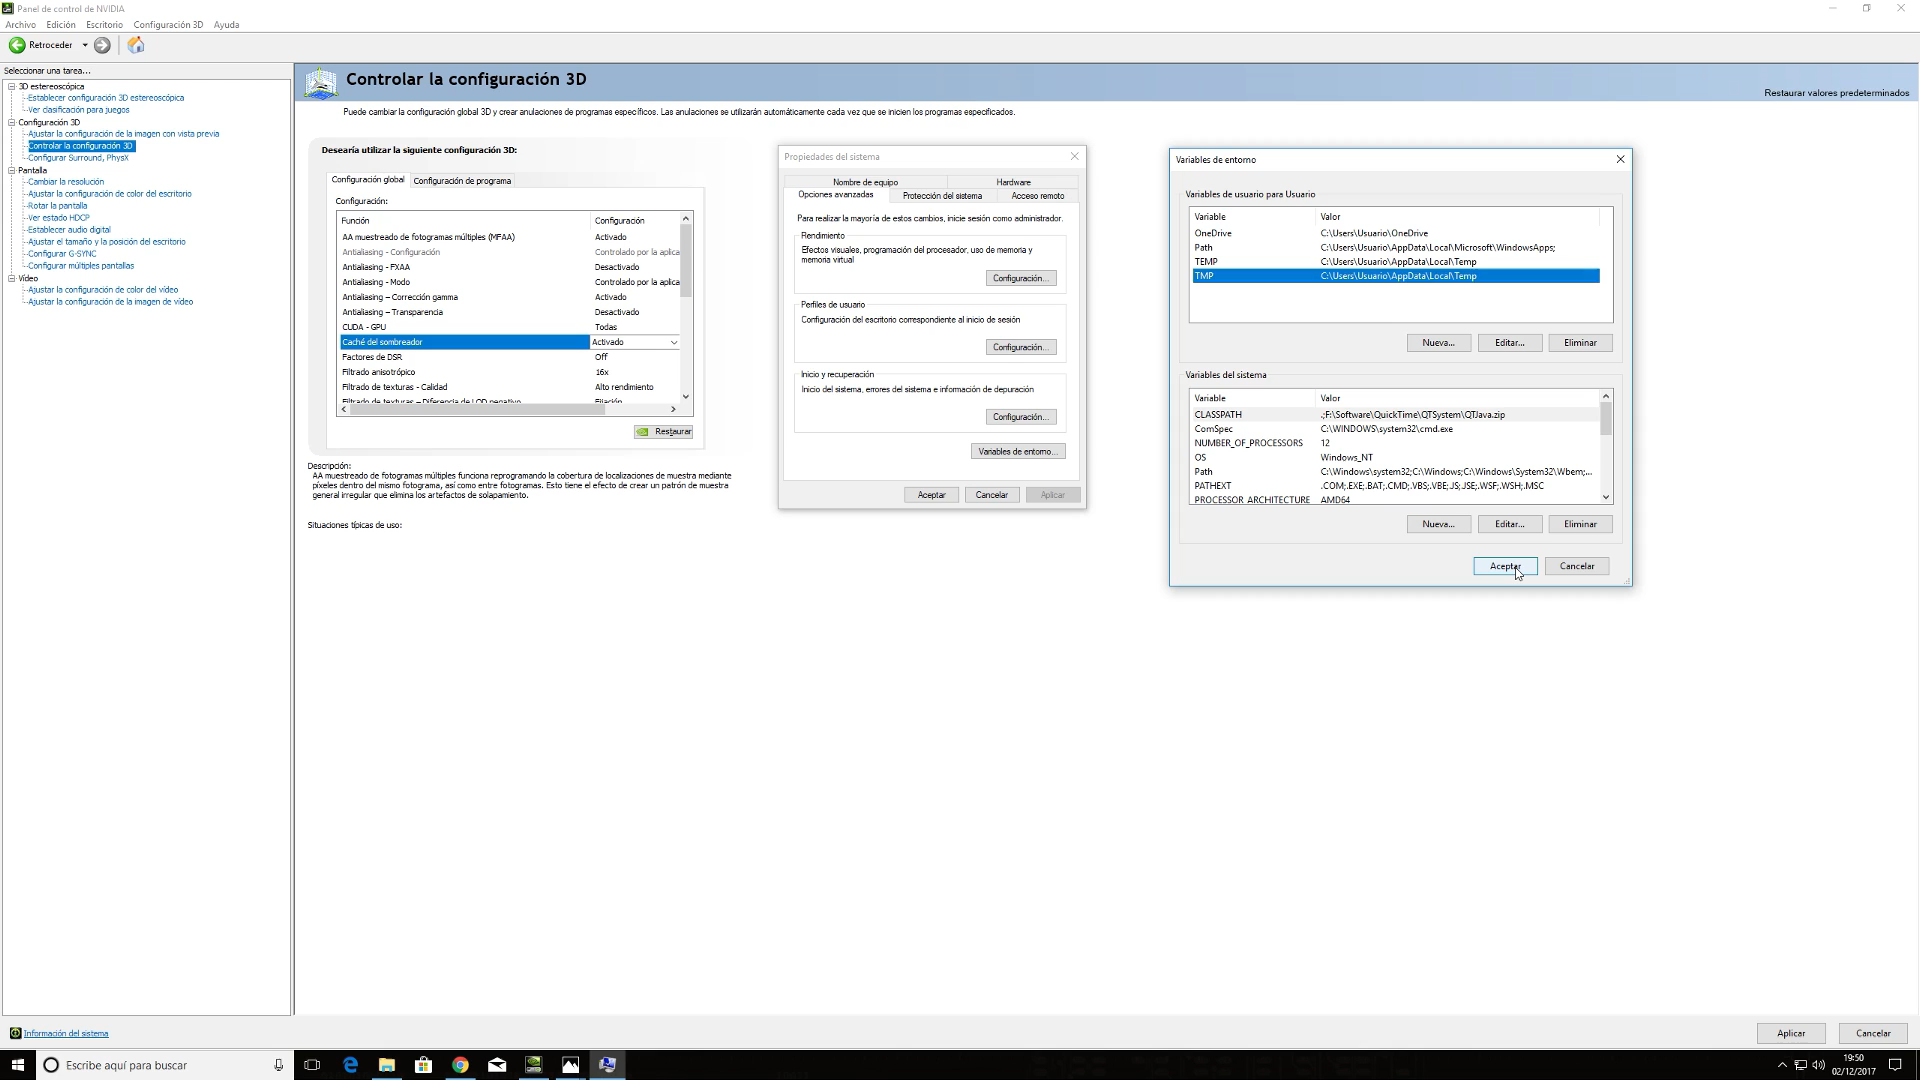 Panel de control de NVIDIA
Archivo Edición Escritorio Configuración 3D Ayuda
Retroceder
Seleccionar una tarea...
3D estereoscópica
Establecer configuración 3D estereoscópica
Ver clasificación para juegos
Configuración 3D
Ajustar la configuración de la imagen con vista previa
Controlar la configuración 3D
Configurar Surround, PhysX
Pantalla
Cambiar la resolución
Ajustar la configuración de color del escritorio
Rotar la pantalla
Ver estado HDCP
Establecer audio digital
Ajustar el tamaño y la posición del escritorio
Configurar G-SYNC
Configurar múltiples pantallas
Vídeo
Ajustar la configuración de color del vídeo
Ajustar la configuración de la imagen de vídeo
Información del sistema
Controlar la configuración 3D
Restaurar valores predeterminados
Puede cambiar la configuración global 3D y crear anulaciones de programas específicos. Las anulaciones se utilizarán automáticamente cada vez que se inicien los programas especificados.
Desearía utilizar la siguiente configuración 3D:
Configuración global Configuración de programa
Configuración:
Función Configuración
AA muestreado de fotogramas múltiples (MFAA) Activado
Antialiasing - Configuración Controlado por la aplica
Antialiasing - FXAA Desactivado
Antialiasing - Modo Controlado por la aplica
Antialiasing – Corrección gamma Activado
Antialiasing – Transparencia Desactivado
CUDA - GPU Todas
Caché del sombreador Activado
Factores de DSR Off
Filtrado anisotrópico 16x
Filtrado de texturas - Calidad Alto rendimiento
Filtrado de texturas – Diferencia de LOD negativo Fijación
Restaurar
Descripción:
AA muestreado de fotogramas múltiples funciona reprogramando la cobertura de localizaciones de muestra mediante
píxeles dentro del mismo fotograma, así como entre fotogramas. Esto tiene el efecto de crear un patrón de muestra
general irregular que elimina los artefactos de solapamiento.
Situaciones típicas de uso:
Propiedades del sistema
Nombre de equipo Hardware
Opciones avanzadas Protección del sistema Acceso remoto
Para realizar la mayoría de estos cambios, inicie sesión como administrador.
Rendimiento
Efectos visuales, programación del procesador, uso de memoria y
memoria virtual
Configuración...
Perfiles de usuario
Configuración del escritorio correspondiente al inicio de sesión
Configuración...
Inicio y recuperación
Inicio del sistema, errores del sistema e información de depuración
Configuración...
Variables de entorno...
Aceptar Cancelar Aplicar
Variables de entorno
Variables de usuario para Usuario
Variable Valor
OneDrive C:\Users\Usuario\OneDrive
Path C:\Users\Usuario\AppData\Local\Microsoft\WindowsApps;
TEMP C:\Users\Usuario\AppData\Local\Temp
TMP C:\Users\Usuario\AppData\Local\Temp
Nueva... Editar... Eliminar
Variables del sistema
Variable Valor
CLASSPATH .;F:\Software\QuickTime\QTSystem\QTJava.zip
ComSpec C:\WINDOWS\system32\cmd.exe
NUMBER_OF_PROCESSORS 12
OS Windows_NT
Path C:\Windows\system32;C:\Windows;C:\Windows\System32\Wbem;...
PATHEXT .COM;.EXE;.BAT;.CMD;.VBS;.VBE;.JS;.JSE;.WSF;.WSH;.MSC
PROCESSOR_ARCHITECTURE AMD64
Nueva... Editar... Eliminar
Aceptar Cancelar
Aplicar Cancelar
Escribe aquí para buscar
19:50
02/12/2017